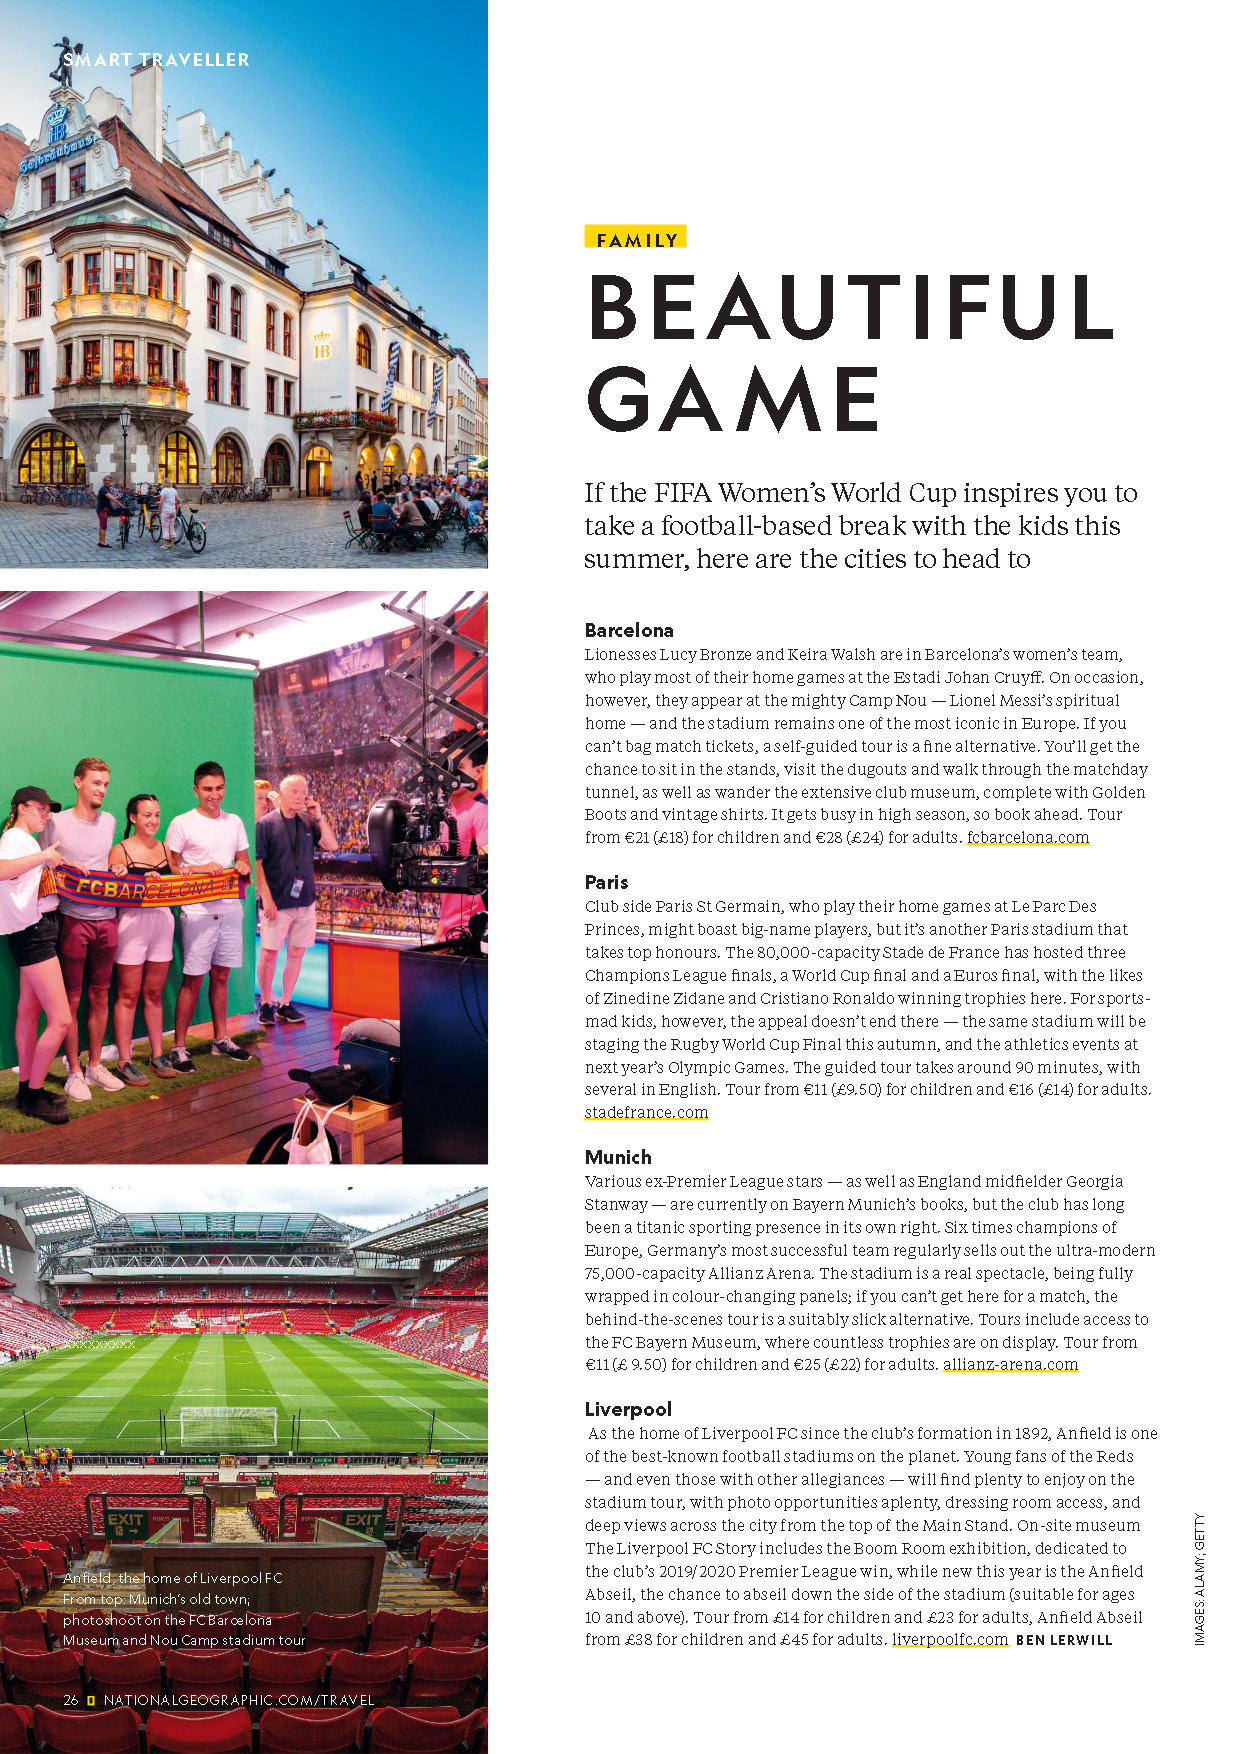 SMART TRAVELLER
Hofbräuhaus
HB
FCBARCELONA
EXIT
EXIT
xxxxxxxxx
Anfield, the home of Liverpool FC
From top: Munich's old town;
photoshoot on the FC Barcelona
Museum and Nou Camp stadium tour
26 NATIONALGEOGRAPHIC.COM/TRAVEL
FAMILY
BEAUTIFUL
GAME
If the FIFA Women's World Cup inspires you to
take a football-based break with the kids this
summer, here are the cities to head to
Barcelona
Lionesses Lucy Bronze and Keira Walsh are in Barcelona's women's team,
who play most of their home games at the Estadi Johan Cruyff. On occasion,
however, they appear at the mighty Camp Nou — Lionel Messi's spiritual
home — and the stadium remains one of the most iconic in Europe. If you
can't bag match tickets, a self-guided tour is a fine alternative. You'll get the
chance to sit in the stands, visit the dugouts and walk through the matchday
tunnel, as well as wander the extensive club museum, complete with Golden
Boots and vintage shirts. It gets busy in high season, so book ahead. Tour
from €21 (£18) for children and €28 (£24) for adults. fcbarcelona.com
Paris
Club side Paris St Germain, who play their home games at Le Parc Des
Princes, might boast big-name players, but it's another Paris stadium that
takes top honours. The 80,000-capacity Stade de France has hosted three
Champions League finals, a World Cup final and a Euros final, with the likes
of Zinedine Zidane and Cristiano Ronaldo winning trophies here. For sports-
mad kids, however, the appeal doesn't end there — the same stadium will be
staging the Rugby World Cup Final this autumn, and the athletics events at
next year's Olympic Games. The guided tour takes around 90 minutes, with
several in English. Tour from €11 (£9.50) for children and €16 (£14) for adults.
stadefrance.com
Munich
Various ex-Premier League stars — as well as England midfielder Georgia
Stanway — are currently on Bayern Munich's books, but the club has long
been a titanic sporting presence in its own right. Six times champions of
Europe, Germany's most successful team regularly sells out the ultra-modern
75,000-capacity Allianz Arena. The stadium is a real spectacle, being fully
wrapped in colour-changing panels; if you can't get here for a match, the
behind-the-scenes tour is a suitably slick alternative. Tours include access to
the FC Bayern Museum, where countless trophies are on display. Tour from
€11 (£ 9.50) for children and €25 (£22) for adults. allianz-arena.com
Liverpool
As the home of Liverpool FC since the club's formation in 1892, Anfield is one
of the best-known football stadiums on the planet. Young fans of the Reds
— and even those with other allegiances — will find plenty to enjoy on the
stadium tour, with photo opportunities aplenty, dressing room access, and
deep views across the city from the top of the Main Stand. On-site museum
The Liverpool FC Story includes the Boom Room exhibition, dedicated to
the club's 2019/2020 Premier League win, while new this year is the Anfield
Abseil, the chance to abseil down the side of the stadium (suitable for ages
10 and above). Tour from £14 for children and £23 for adults, Anfield Abseil
from £38 for children and £45 for adults. liverpoolfc.com BEN LERWILL
IMAGES: ALAMY; GETTY